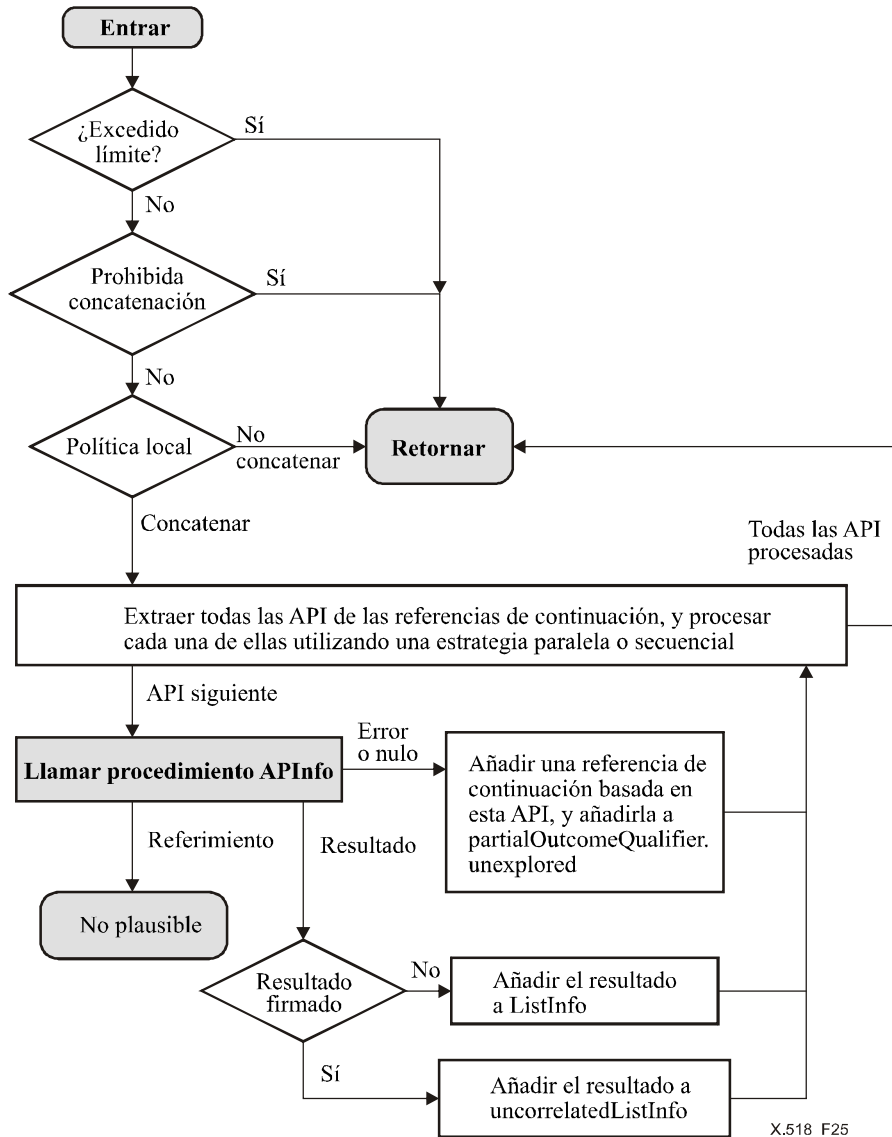 Entrar
¿Excedido
límite?
Sí
No
Prohibida
concatenación
Sí
No
Política local
No
concatenar
Retornar
Concatenar
Todas las API
procesadas
Extraer todas las API de las referencias de continuación, y procesar
cada una de ellas utilizando una estrategia paralela o secuencial
API siguiente
Llamar procedimiento APInfo
Error
o nulo
Añadir una referencia de
continuación basada en
esta API, y añadirla a
partialOutcomeQualifier.
unexplored
Referimiento
Resultado
No plausible
Resultado
firmado
No
Añadir el resultado
a ListInfo
Sí
Añadir el resultado a
uncorrelatedListInfo
X.518_F25